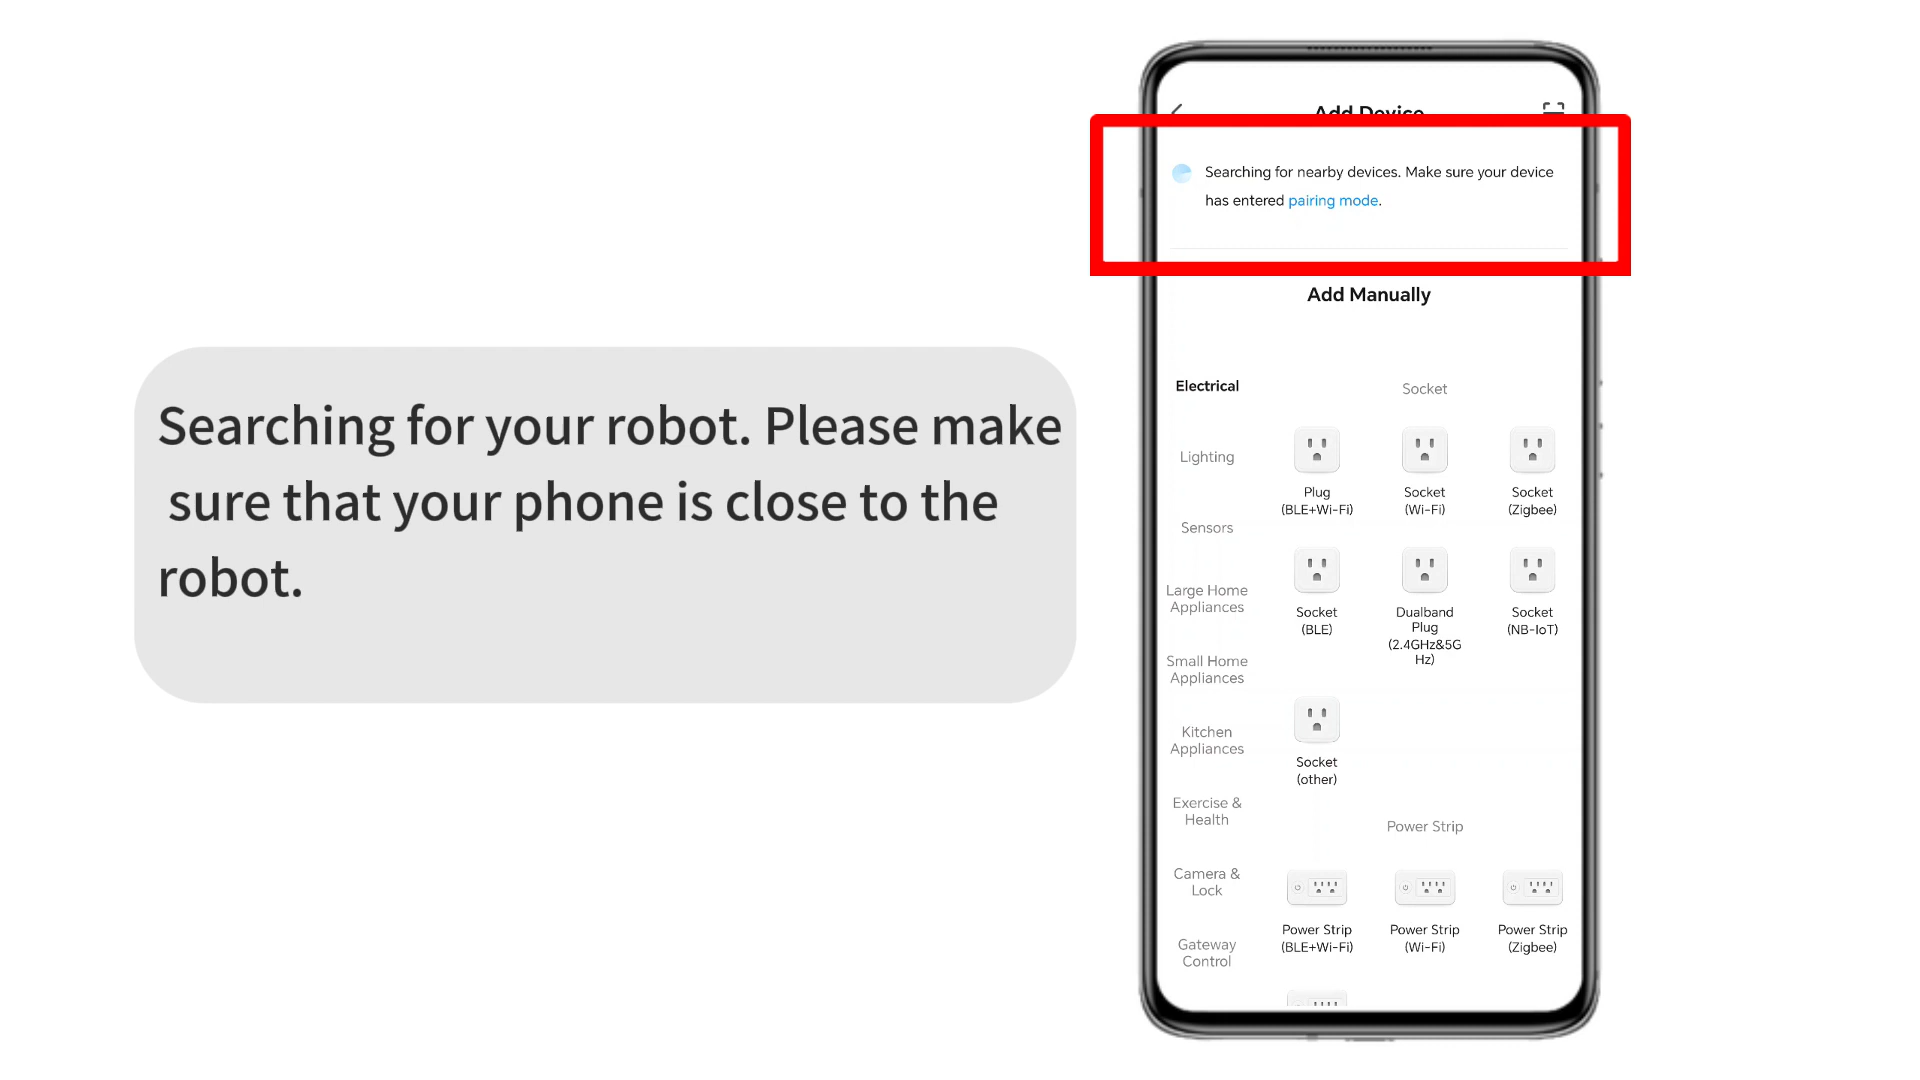 Searching for your robot. Please make
sure that your phone is close to the
robot.
Add Device
Searching for nearby devices. Make sure your device
has entered pairing mode.
Add Manually
Electrical
Lighting
Sensors
Large Home
Appliances
Small Home
Appliances
Kitchen
Appliances
Exercise &
Health
Camera &
Lock
Gateway
Control
Socket
Plug
(BLE+Wi-Fi)
Socket
(Wi-Fi)
Socket
(Zigbee)
Socket
(BLE)
Dualband
Plug
(2.4GHz&5G
Hz)
Socket
(NB-IoT)
Socket
(other)
Power Strip
Power Strip
(BLE+Wi-Fi)
Power Strip
(Wi-Fi)
Power Strip
(Zigbee)